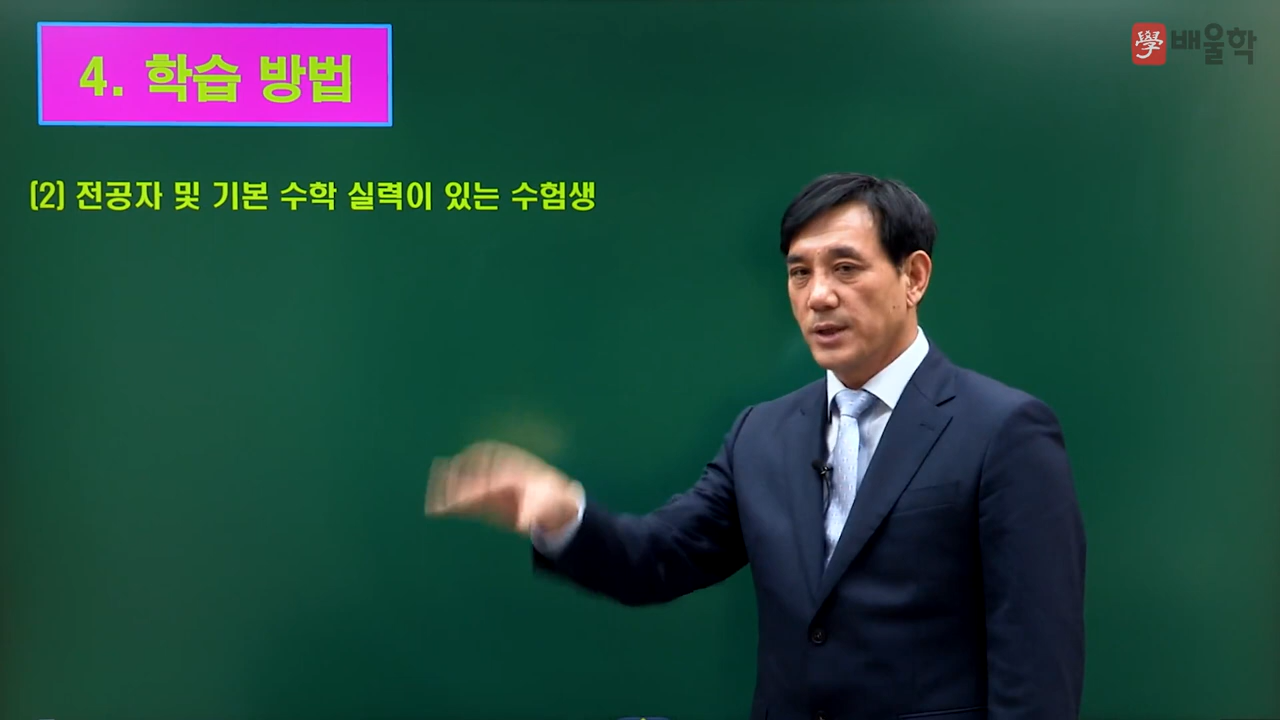 4. 학습 방법
學 배울학
(2) 전공자 및 기본 수학 실력이 있는 수험생